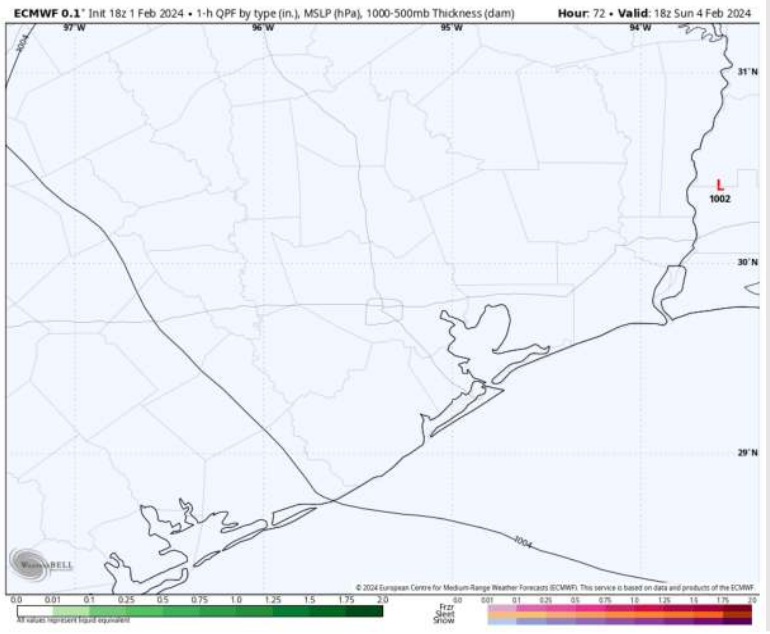 ECMWF 0.1° Init 18z 1 Feb 2024 • 1-h QPF by type (in.), MSLP (hPa), 1000-500mb Thickness (dam) Hour: 72 • Valid: 18z Sun 4 Feb 2024
97°W 96°W 95°W 94°W
1004
31°N
L
1002
30°N
29°N
1004
WeatherBELL
© 2024 European Centre for Medium-Range Weather Forecasts (ECMWF). This service is based on data and products of the ECMWF
0.0 0.01 0.1 0.25 0.5 0.75 1.0 1.25 1.5 1.75 2.0
All values represent liquid equivalent
0.0 0.01 0.1 0.25 0.5 0.75 1.0 1.25 1.5 1.75 2.0
Frzr
Sleet
Snow